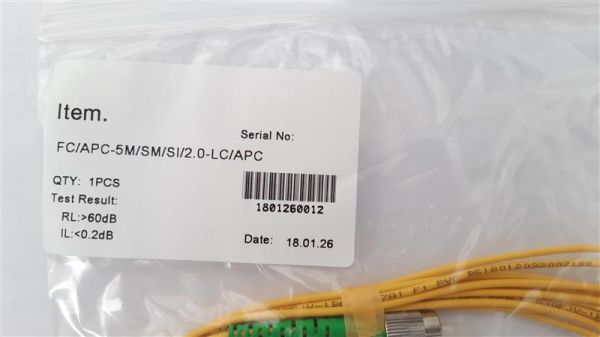 Item.
Serial No:
FC/APC-5M/SM/SI/2.0-LC/APC
QTY: 1PCS
1801260012
Test Result:
RL:>60dB
IL:<0.2dB
Date: 18.01.26